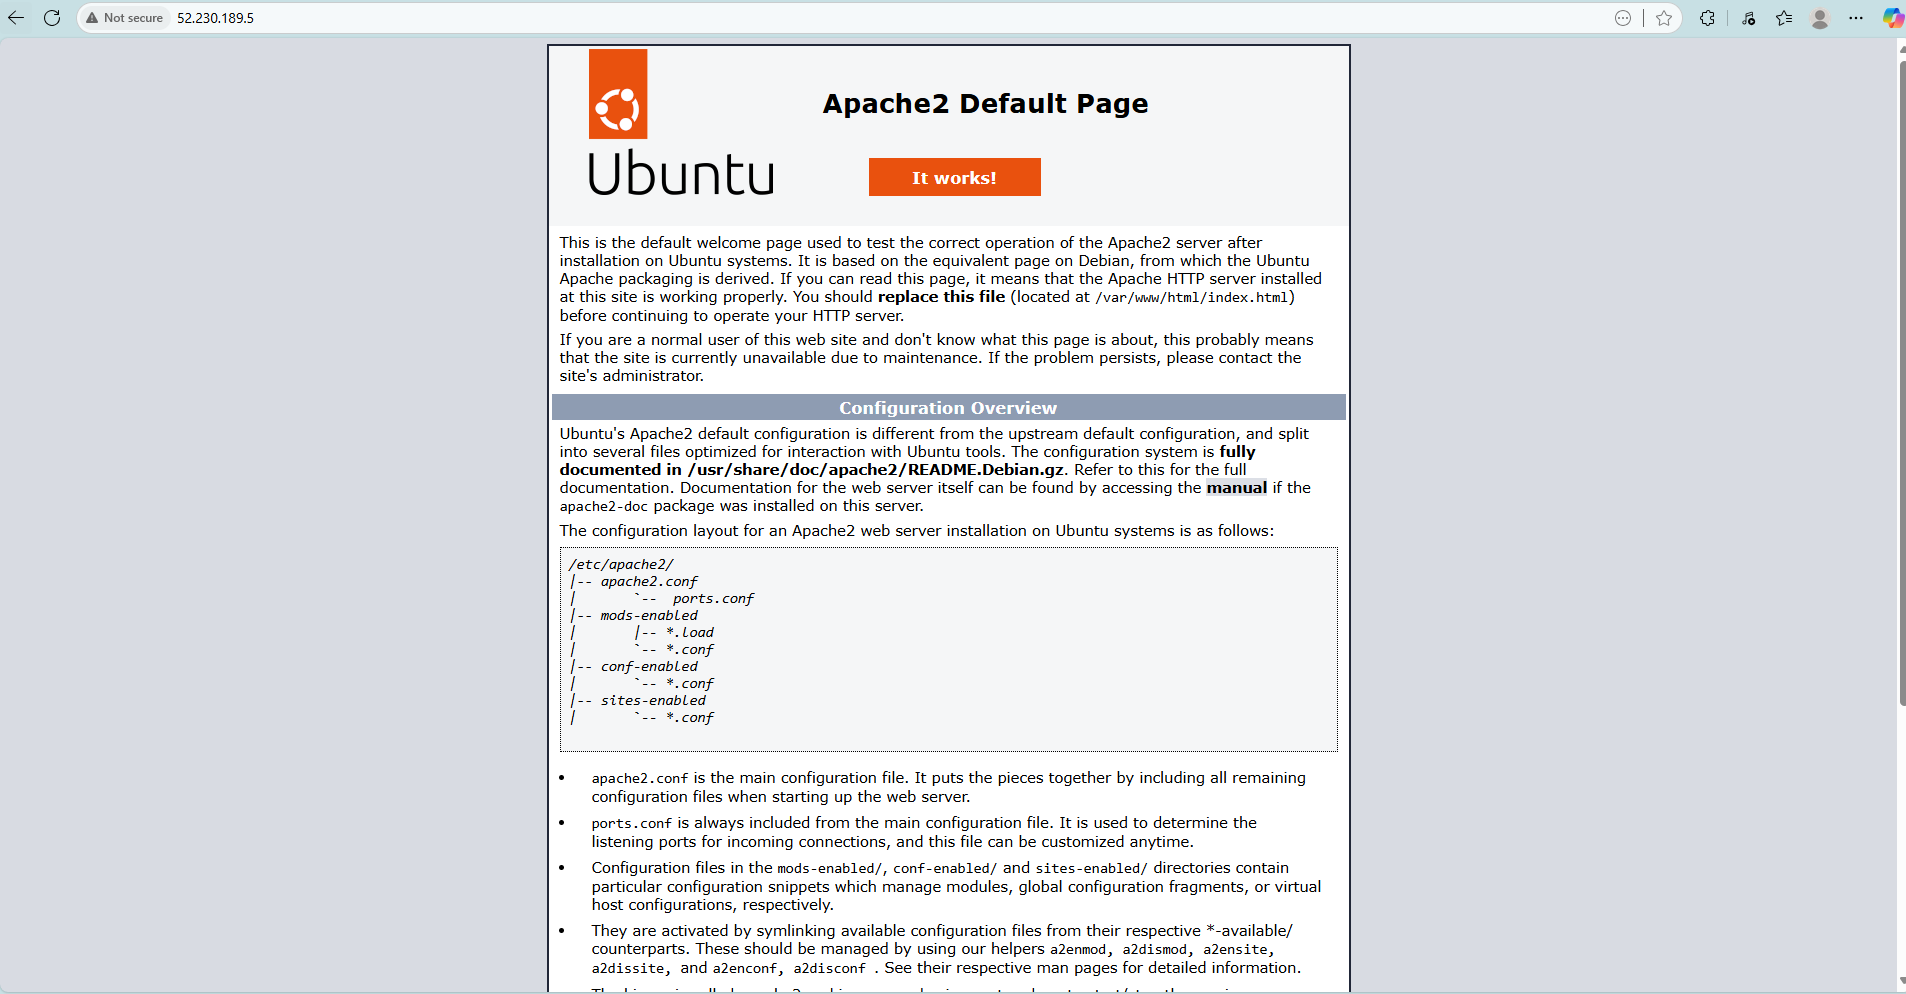 Not secure 52.230.189.5
Apache2 Default Page
Ubuntu
It works!
This is the default welcome page used to test the correct operation of the Apache2 server after
installation on Ubuntu systems. It is based on the equivalent page on Debian, from which the Ubuntu
Apache packaging is derived. If you can read this page, it means that the Apache HTTP server installed
at this site is working properly. You should replace this file (located at /var/www/html/index.html)
before continuing to operate your HTTP server.
If you are a normal user of this web site and don't know what this page is about, this probably means
that the site is currently unavailable due to maintenance. If the problem persists, please contact the
site's administrator.
Configuration Overview
Ubuntu's Apache2 default configuration is different from the upstream default configuration, and split
into several files optimized for interaction with Ubuntu tools. The configuration system is fully
documented in /usr/share/doc/apache2/README.Debian.gz. Refer to this for the full
documentation. Documentation for the web server itself can be found by accessing the manual if the
apache2-doc package was installed on this server.
The configuration layout for an Apache2 web server installation on Ubuntu systems is as follows:
/etc/apache2/
|-- apache2.conf
|       `--  ports.conf
|-- mods-enabled
|       |-- *.load
|       `-- *.conf
|-- conf-enabled
|       `-- *.conf
|-- sites-enabled
|       `-- *.conf
• apache2.conf is the main configuration file. It puts the pieces together by including all remaining
configuration files when starting up the web server.
• ports.conf is always included from the main configuration file. It is used to determine the
listening ports for incoming connections, and this file can be customized anytime.
• Configuration files in the mods-enabled/, conf-enabled/ and sites-enabled/ directories contain
particular configuration snippets which manage modules, global configuration fragments, or virtual
host configurations, respectively.
• They are activated by symlinking available configuration files from their respective *-available/
counterparts. These should be managed by using our helpers a2enmod, a2dismod, a2ensite,
a2dissite, and a2enconf, a2disconf . See their respective man pages for detailed information.